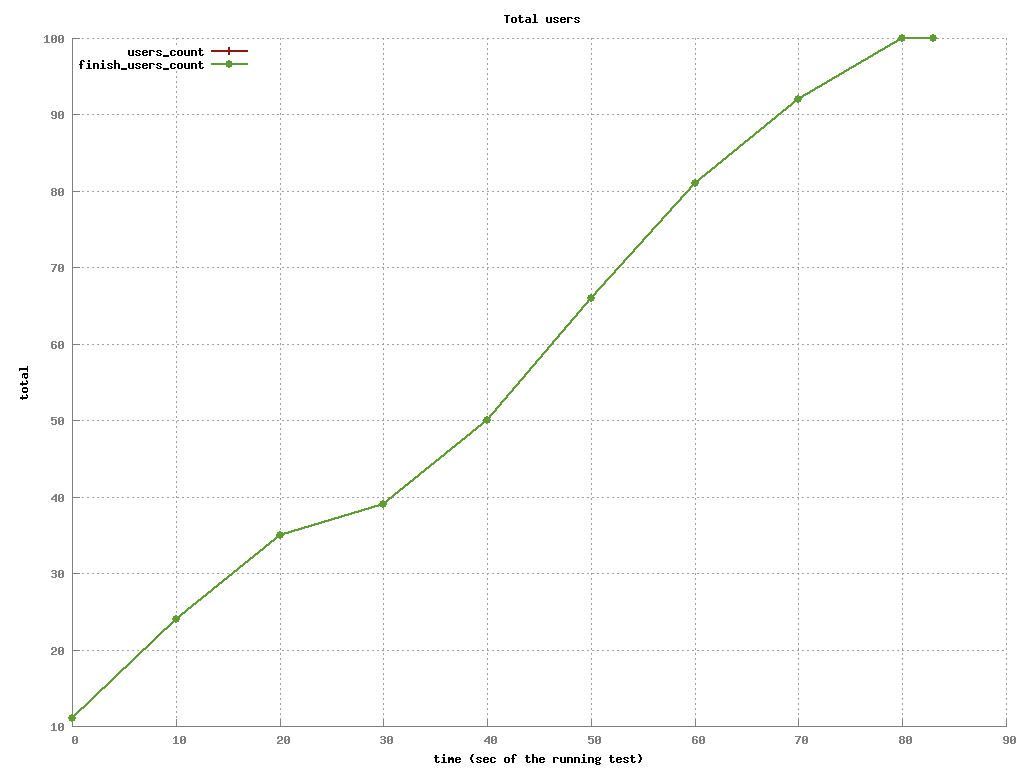 Total users
users_count
finish_users_count
100
90
80
70
60
50
40
30
20
10
total
0 10 20 30 40 50 60 70 80 90
time (sec of the running test)